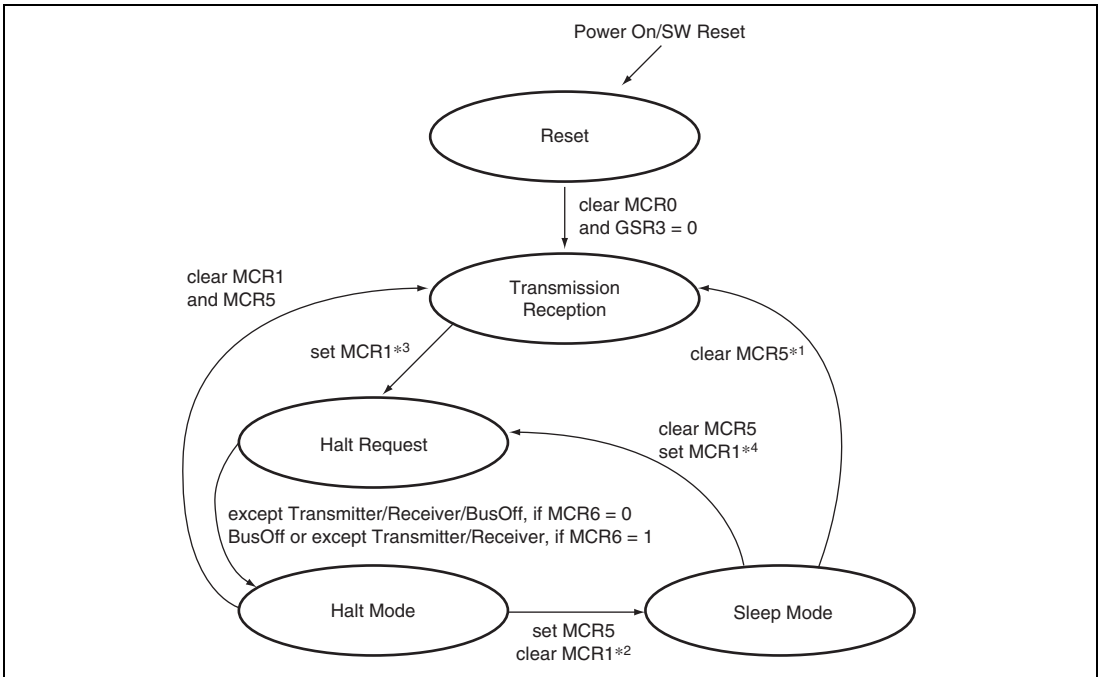 Power On/SW Reset
Reset
clear MCR0
and GSR3 = 0
clear MCR1
and MCR5
Transmission
Reception
set MCR1*3
clear MCR5*1
Halt Request
clear MCR5
set MCR1*4
except Transmitter/Receiver/BusOff, if MCR6 = 0
BusOff or except Transmitter/Receiver, if MCR6 = 1
Halt Mode
Sleep Mode
set MCR5
clear MCR1*2